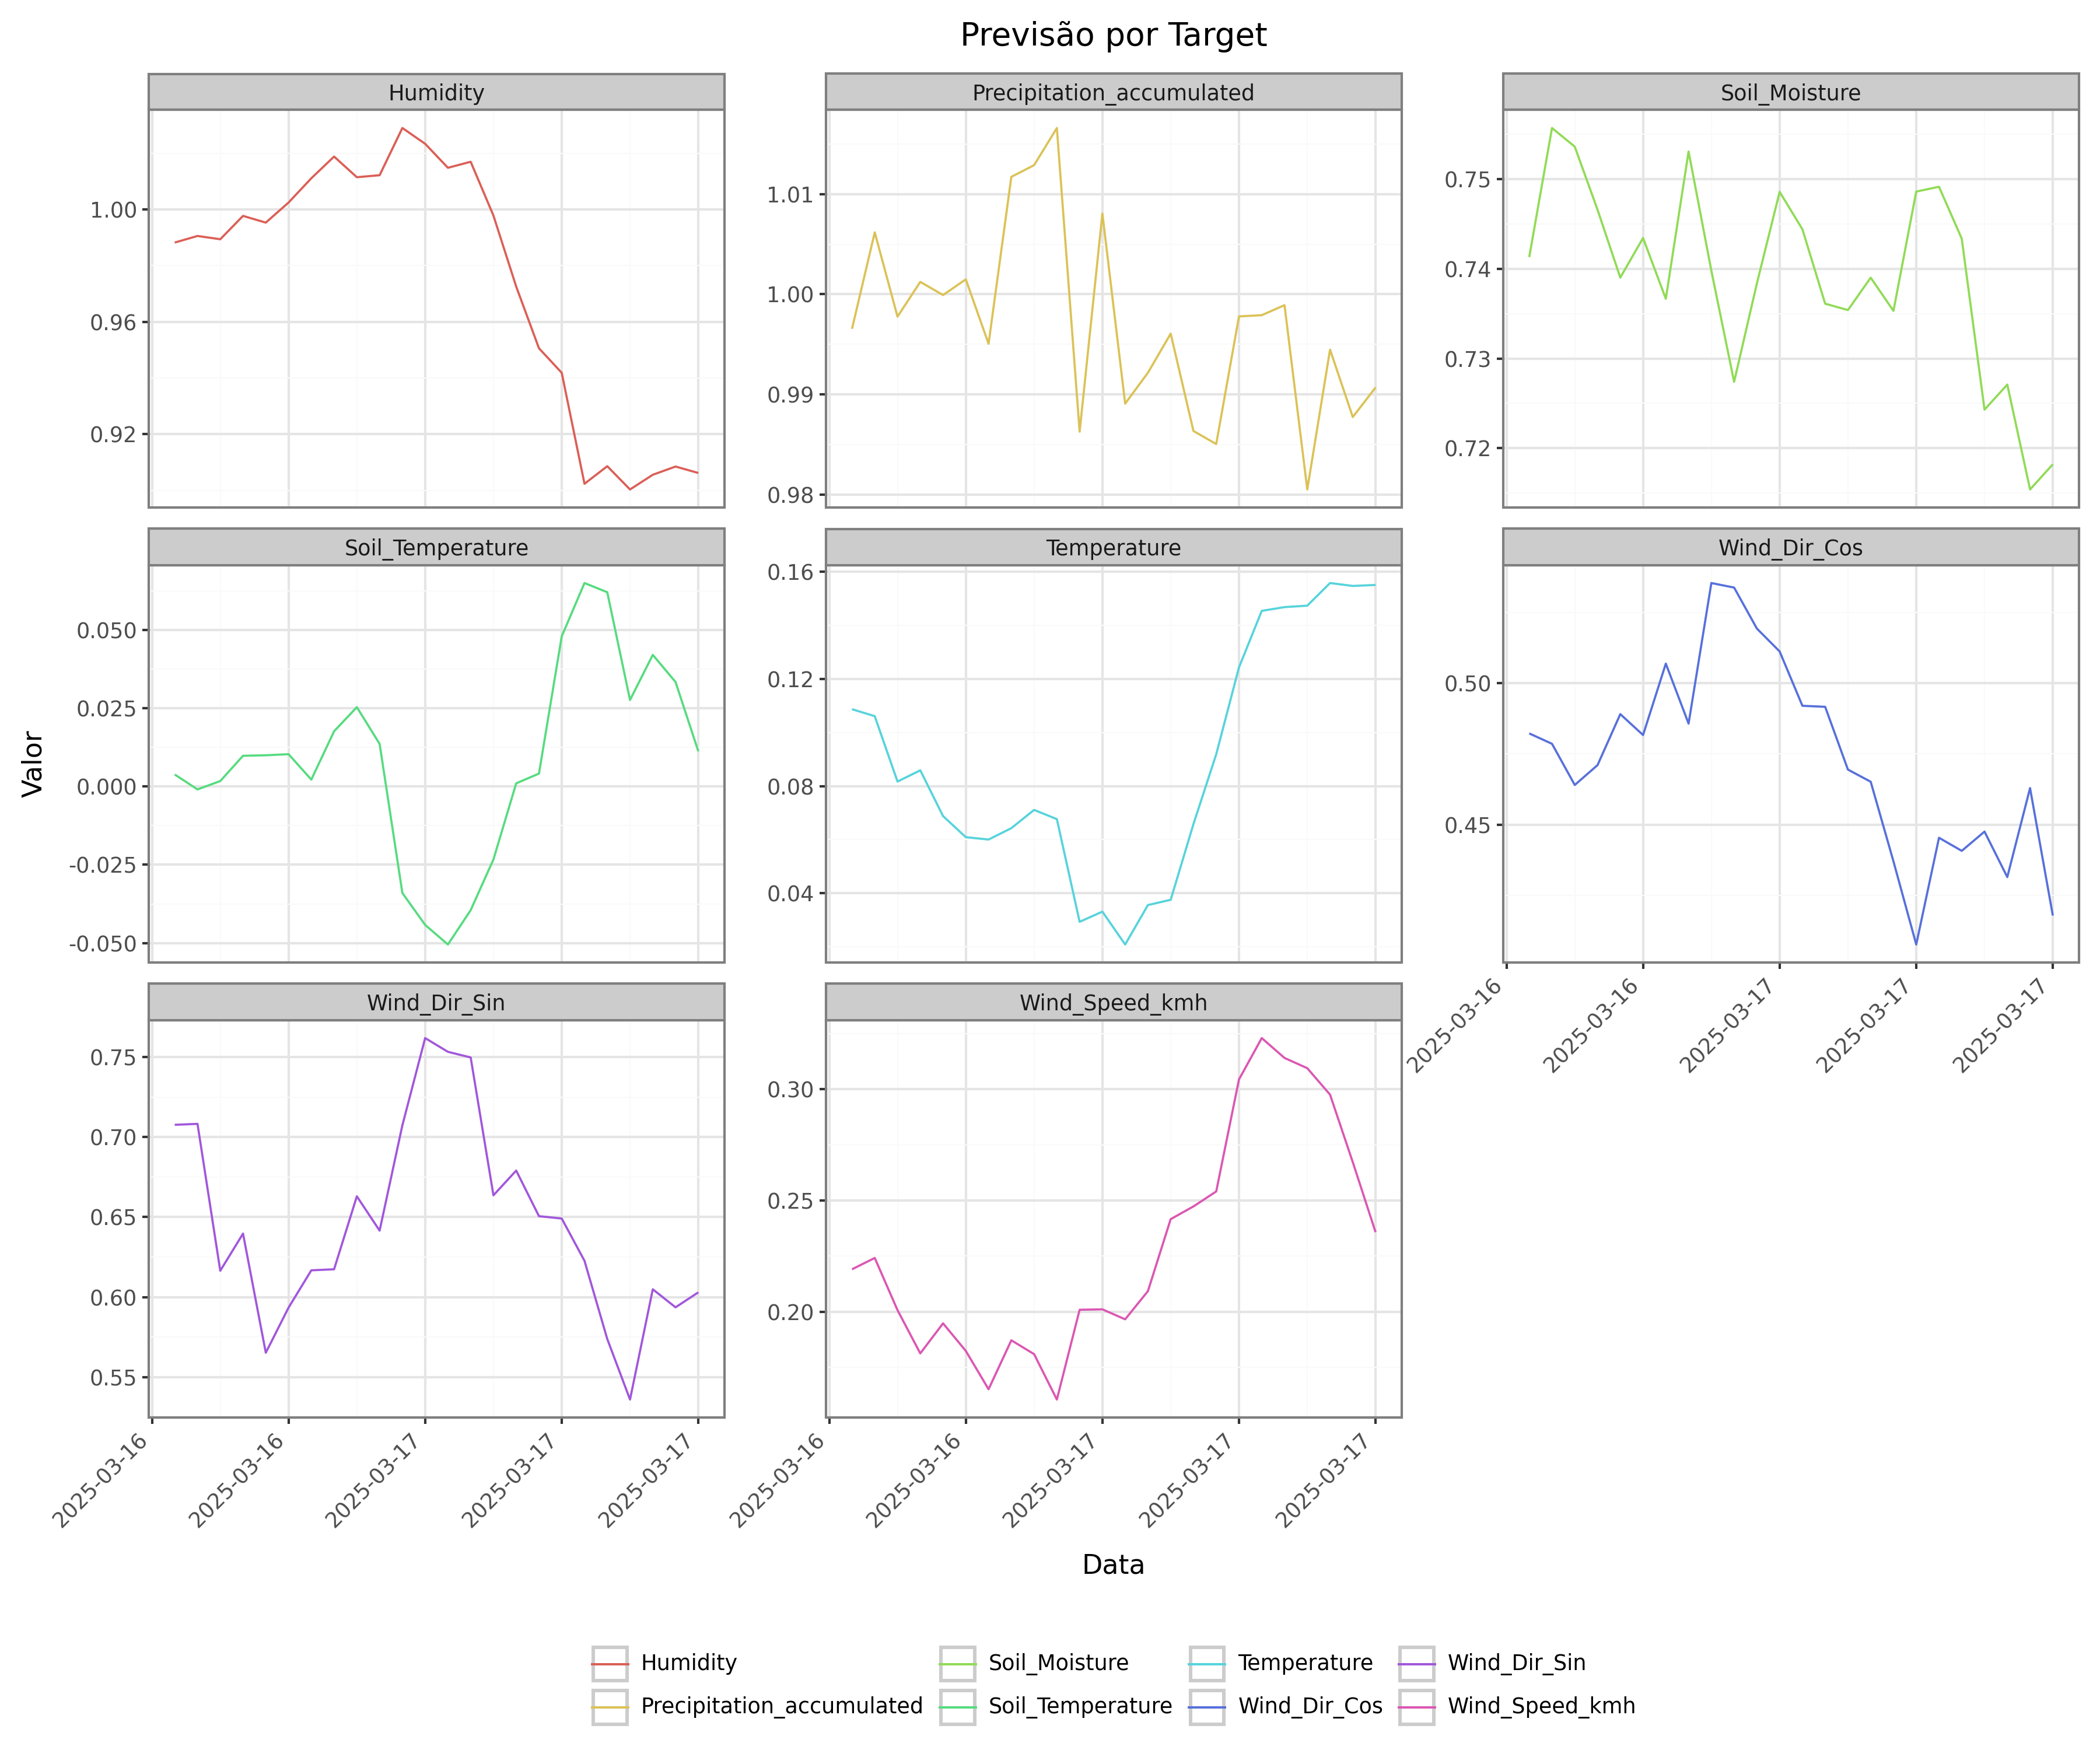 Previsão por Target
Humidity
Precipitation_accumulated
Soil_Moisture
1.00
0.96
0.92
1.01
1.00
0.99
0.98
0.75
0.74
0.73
0.72
Soil_Temperature
Temperature
Wind_Dir_Cos
0.050
0.025
0.000
-0.025
-0.050
0.16
0.12
0.08
0.04
0.50
0.45
2025-03-16
2025-03-16
2025-03-17
2025-03-17
2025-03-17
Valor
Wind_Dir_Sin
Wind_Speed_kmh
0.75
0.70
0.65
0.60
0.55
0.30
0.25
0.20
2025-03-16
2025-03-16
2025-03-17
2025-03-17
2025-03-17
2025-03-16
2025-03-16
2025-03-17
2025-03-17
2025-03-17
Data
Humidity
Precipitation_accumulated
Soil_Moisture
Soil_Temperature
Temperature
Wind_Dir_Cos
Wind_Dir_Sin
Wind_Speed_kmh